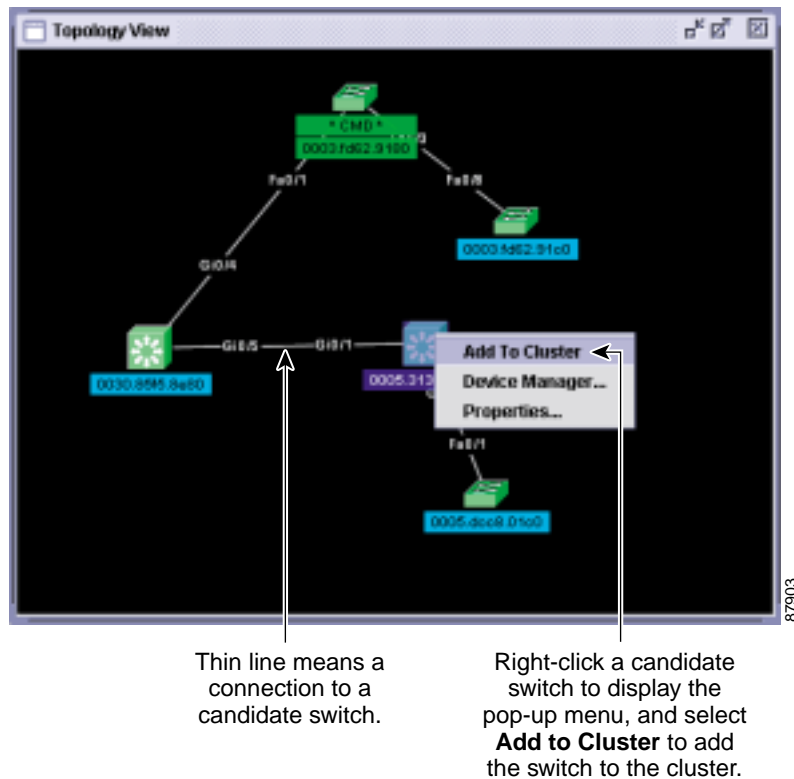 Topology View
* CMD *
0003.fd62.9180
Fa0/1
Fa0/8
0003.fd62.91c0
Gi0/4
Gi0/5
Gi0/1
0005.313
Add To Cluster
Device Manager...
Properties...
Fa0/1
0005.dcc8.01c0
87903
Thin line means a
connection to a
candidate switch.
Right-click a candidate
switch to display the
pop-up menu, and select
Add to Cluster to add
the switch to the cluster.